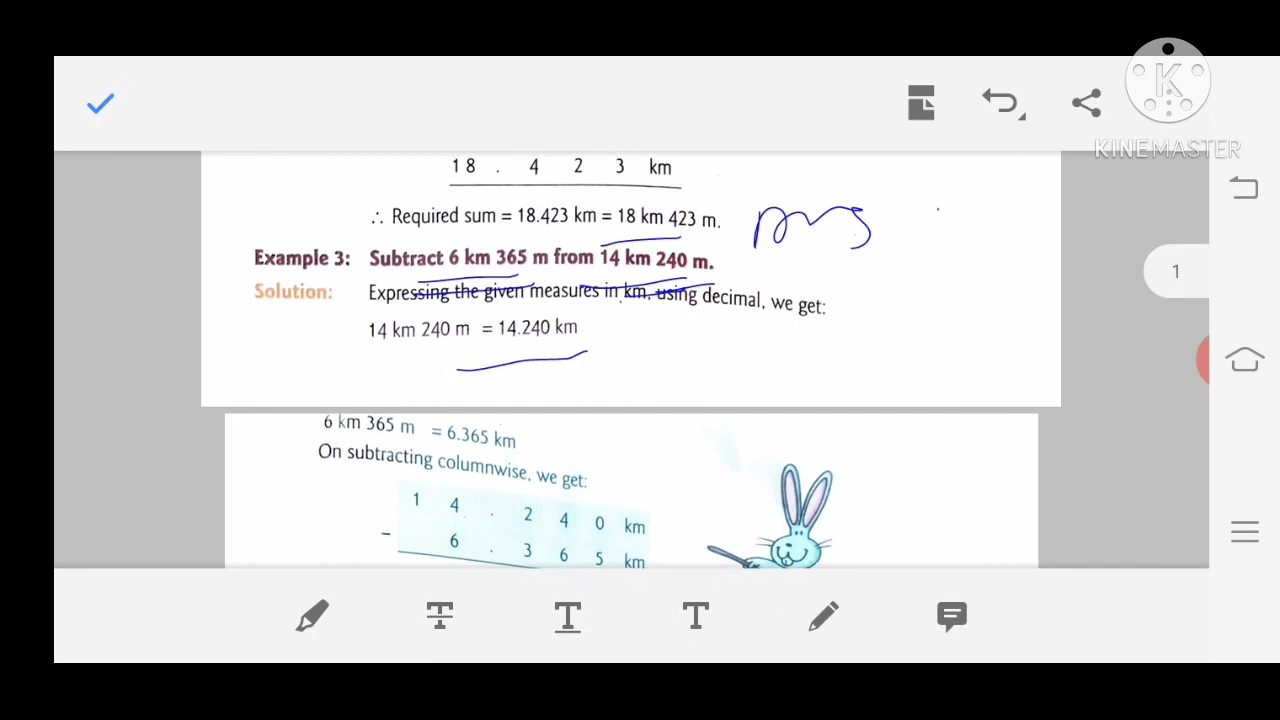 KINEMASTER
18 . 4 2 3 km
∴ Required sum = 18.423 km = 18 km 423 m.
Ans
Example 3: Subtract 6 km 365 m from 14 km 240 m.
Solution: Expressing the given measures in km, using decimal, we get:
14 km 240 m = 14.240 km
1
6 km 365 m = 6.365 km
On subtracting columnwise, we get:
1 4 . 2 4 0 km
- 6 . 3 6 5 km